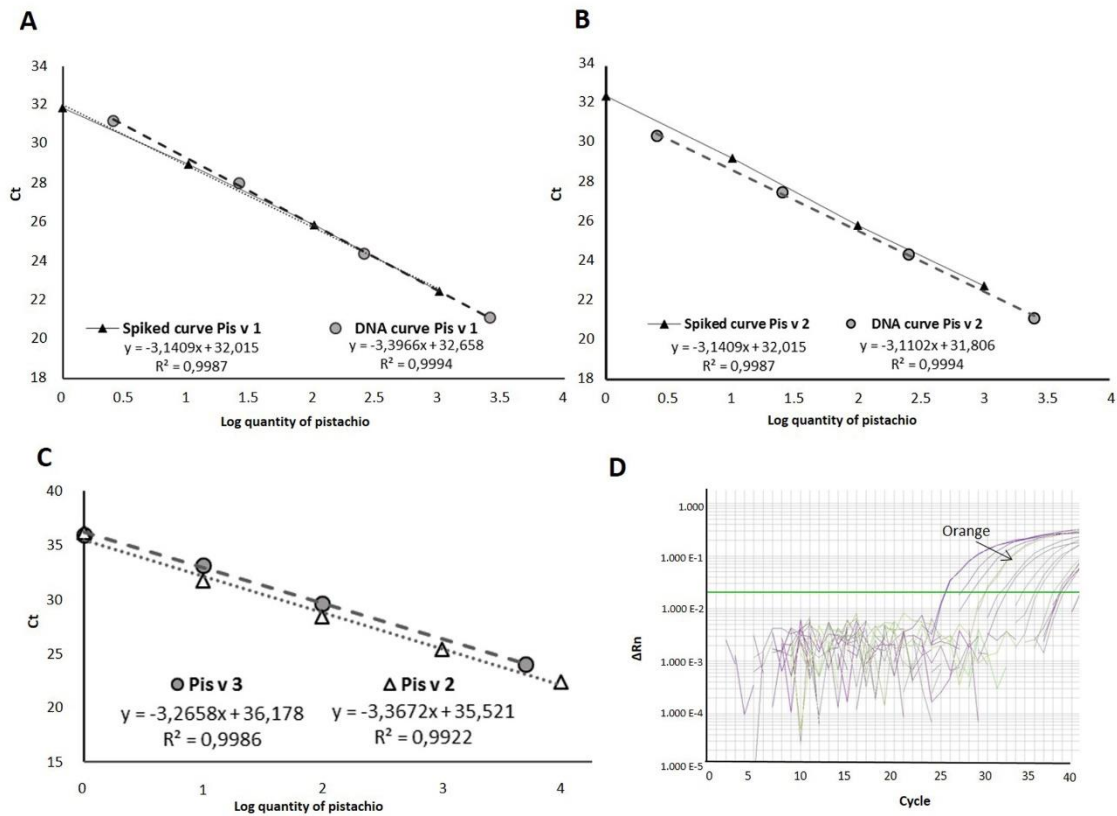 A
34
32
30
28
26
24
22
20
18
Ct
Spiked curve Pis v 1
y = -3,1409x + 32,015
R² = 0,9987
DNA curve Pis v 1
y = -3,3966x + 32,658
R² = 0,9994
0 0.5 1 1.5 2 2.5 3 3.5 4
Log quantity of pistachio
B
34
32
30
28
26
24
22
20
18
Ct
Spiked curve Pis v 2
y = -3,1409x + 32,015
R² = 0,9987
DNA curve Pis v 2
y = -3,1102x + 31,806
R² = 0,9994
0 0.5 1 1.5 2 2.5 3 3.5 4
Log quantity of pistachio
C
40
35
30
25
20
15
Ct
Pis v 3
y = -3,2658x + 36,178
R² = 0,9986
Pis v 2
y = -3,3672x + 35,521
R² = 0,9922
0 1 2 3 4
Log quantity of pistachio
D
1.000
1.000 E-1
1.000 E-2
1.000 E-3
1.000 E-4
1.000 E-5
ΔRn
Orange
0 5 10 15 20 25 30 35 40
Cycle